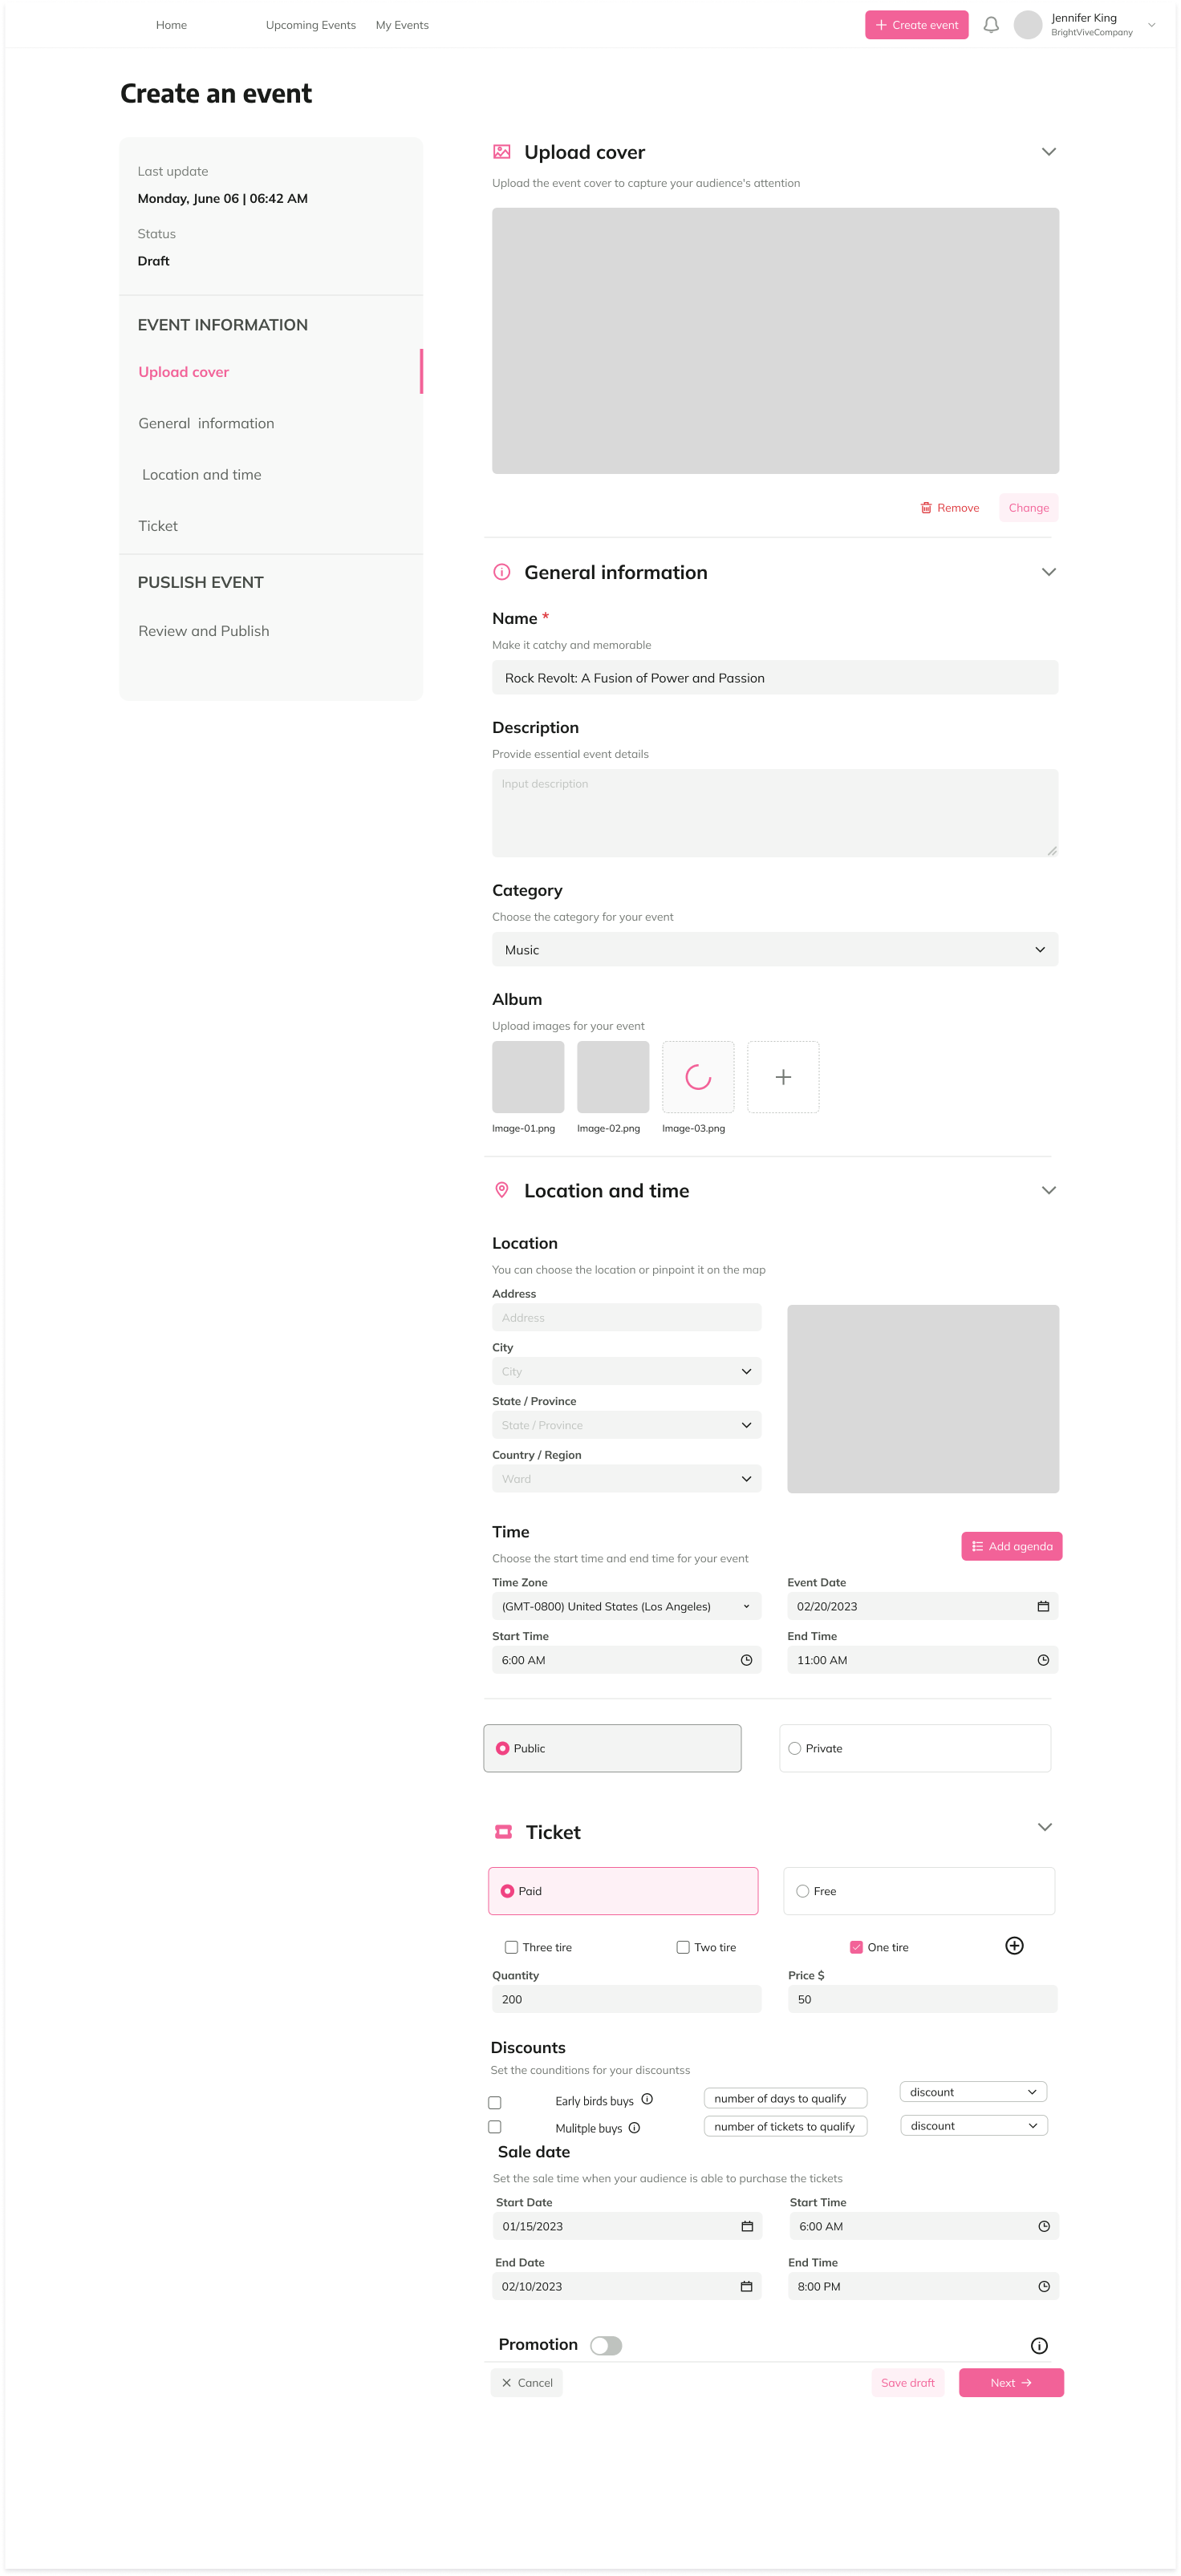 Home
Upcoming Events
My Events
Create event
Jennifer King
BrightViveCompany
Create an event
Last update
Monday, June 06 | 06:42 AM
Status
Draft
EVENT INFORMATION
Upload cover
General information
Location and time
Ticket
PUSLISH EVENT
Review and Publish
Upload cover
Upload the event cover to capture your audience's attention
Remove
Change
General information
Name *
Make it catchy and memorable
Rock Revolt: A Fusion of Power and Passion
Description
Provide essential event details
Input description
Category
Choose the category for your event
Music
Album
Upload images for your event
Image-01.png
Image-02.png
Image-03.png
Location and time
Location
You can choose the location or pinpoint it on the map
Address
Address
City
City
State / Province
State / Province
Country / Region
Ward
Time
Choose the start time and end time for your event
Add agenda
Time Zone
Event Date
(GMT-0800) United States (Los Angeles)
02/20/2023
Start Time
End Time
6:00 AM
11:00 AM
Public
Private
Ticket
Paid
Free
Three tire
Two tire
One tire
Quantity
Price $
200
50
Discounts
Set the counditions for your discountss
Early birds buys
number of days to qualify
discount
Mulitple buys
number of tickets to qualify
discount
Sale date
Set the sale time when your audience is able to purchase the tickets
Start Date
Start Time
01/15/2023
6:00 AM
End Date
End Time
02/10/2023
8:00 PM
Promotion
Cancel
Save draft
Next